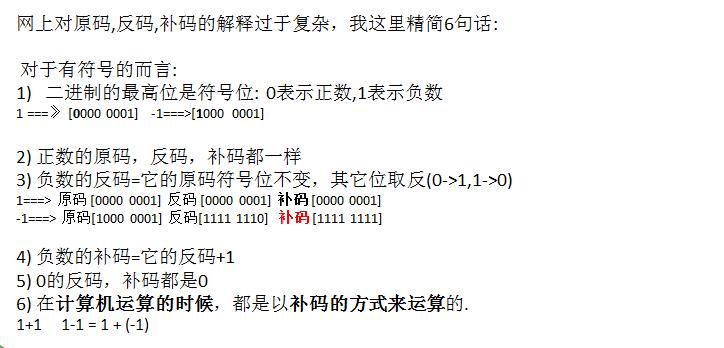 网上对原码,反码,补码的解释过于复杂，我这里精简6句话:
对于有符号的而言:
1) 二进制的最高位是符号位: 0表示正数,1表示负数
1 ===》 [0000 0001] -1===>[1000 0001]
2) 正数的原码，反码，补码都一样
3) 负数的反码=它的原码符号位不变，其它位取反(0->1,1->0)
1===> 原码 [0000 0001] 反码 [0000 0001] 补码 [0000 0001]
-1===> 原码[1000 0001] 反码[1111 1110] 补码 [1111 1111]
4) 负数的补码=它的反码+1
5) 0的反码，补码都是0
6) 在计算机运算的时候，都是以补码的方式来运算的.
1+1 1-1 = 1 + (-1)